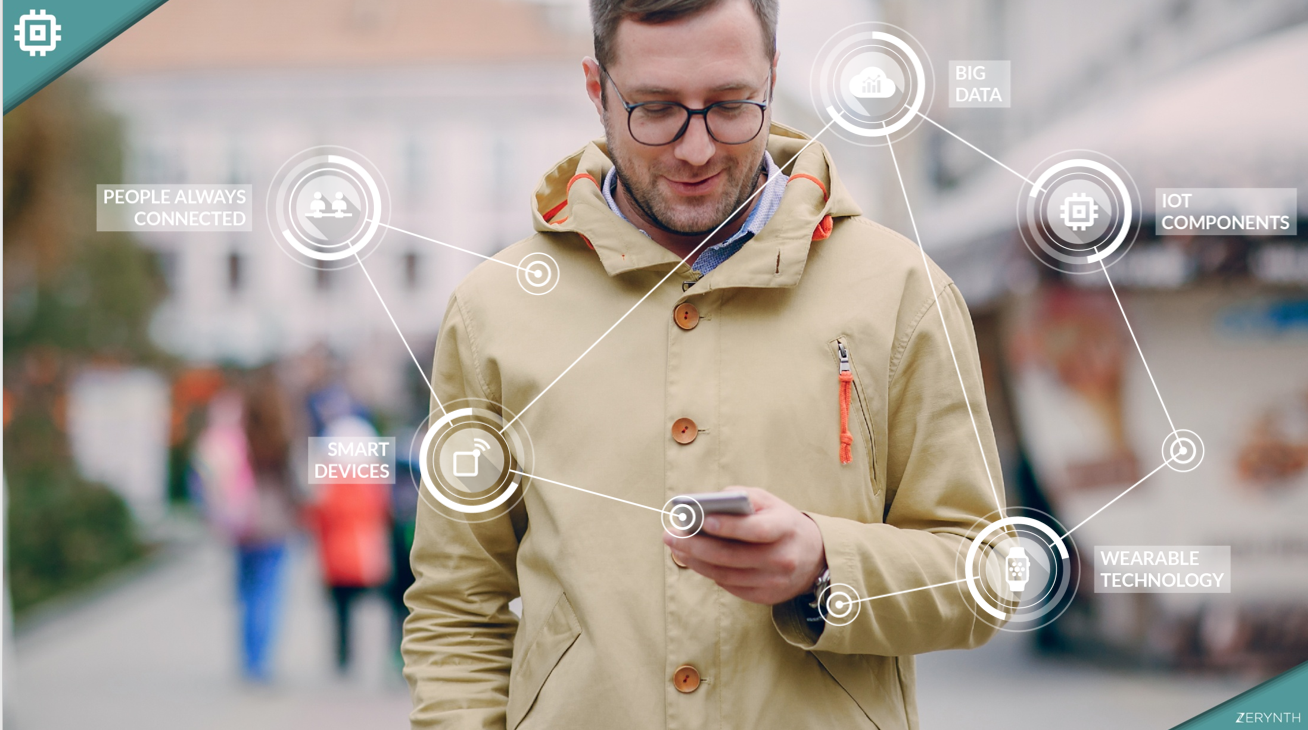 BIG
DATA
PEOPLE ALWAYS
CONNECTED
IOT
COMPONENTS
SMART
DEVICES
WEARABLE
TECHNOLOGY
ZERYNTH